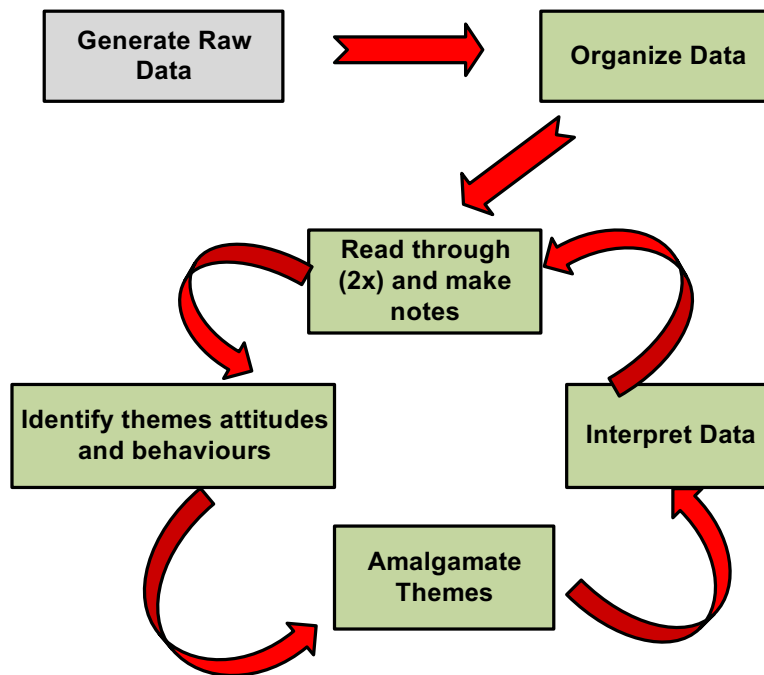 Generate Raw
Data
Organize Data
Read through
(2x) and make
notes
Identify themes attitudes
and behaviours
Interpret Data
Amalgamate
Themes